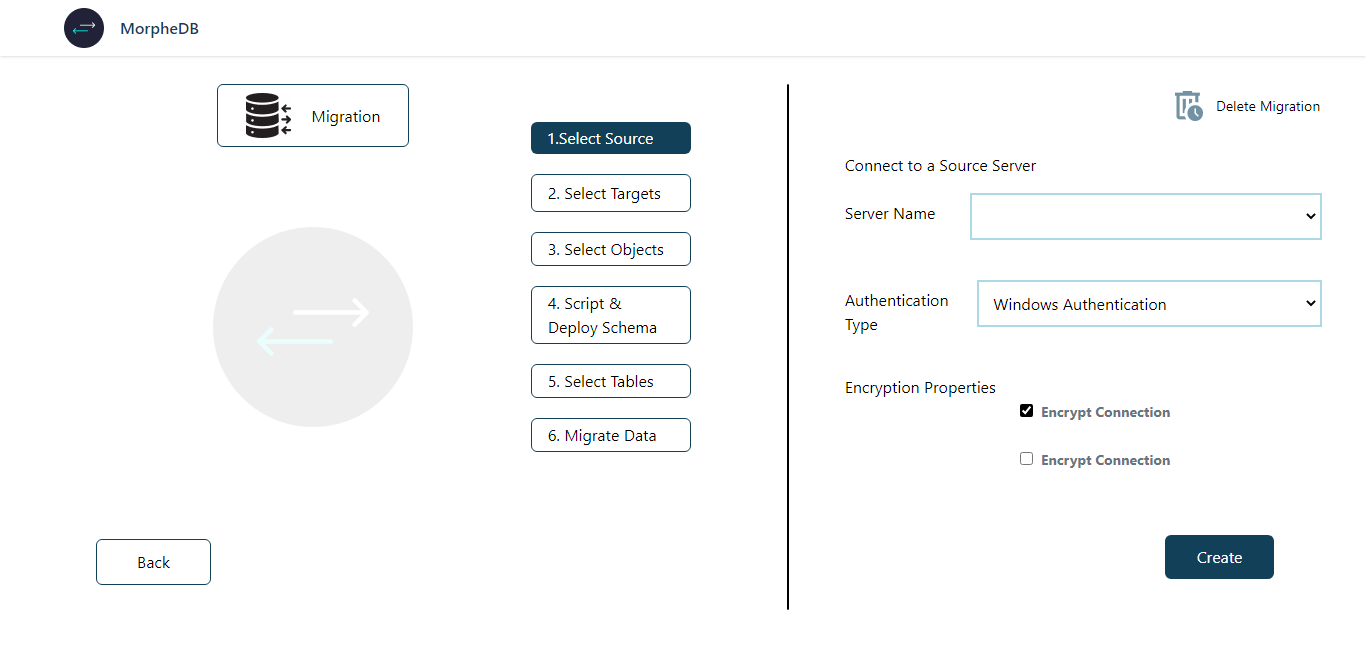 MorpheDB
Migration
1.Select Source
2. Select Targets
3. Select Objects
4. Script &
Deploy Schema
5. Select Tables
6. Migrate Data
Back
Delete Migration
Connect to a Source Server
Server Name
Authentication
Type
Windows Authentication
Encryption Properties
Encrypt Connection
Encrypt Connection
Create